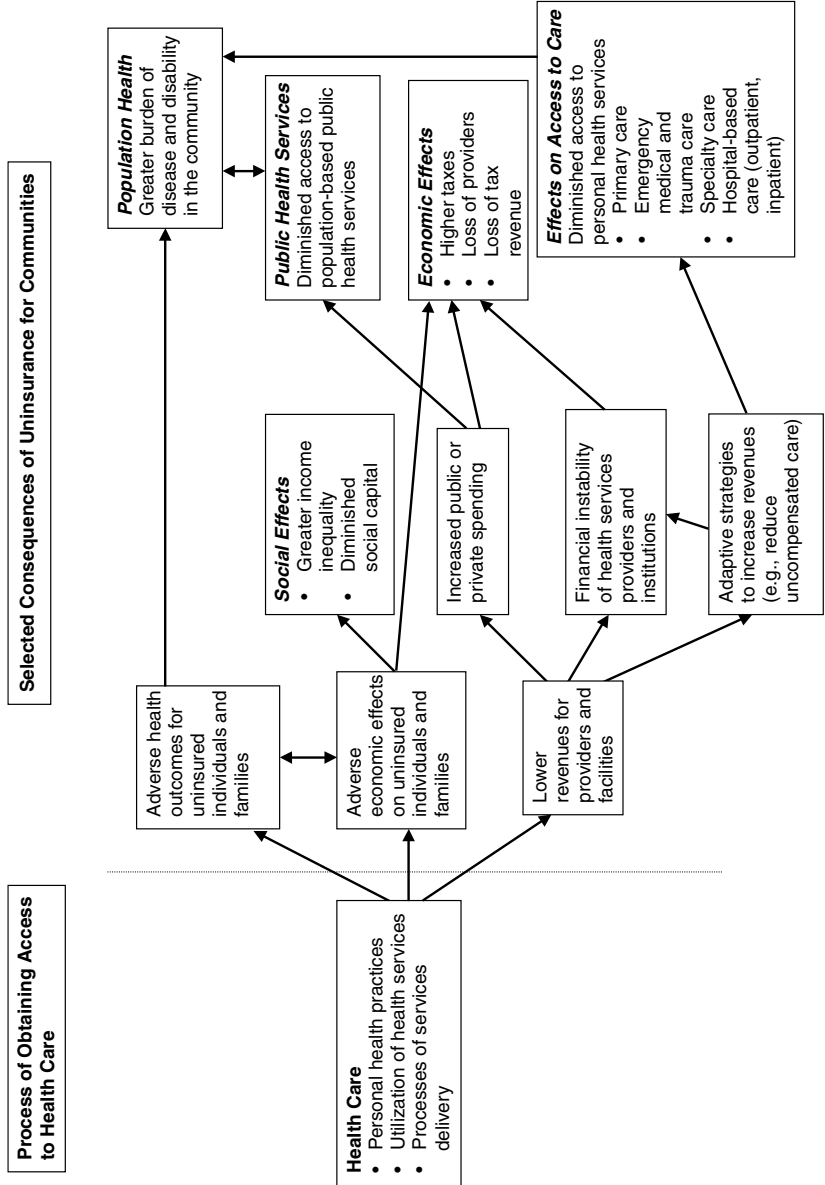 Process of Obtaining Access
to Health Care
Selected Consequences of Uninsurance for Communities
Health Care
• Personal health practices
• Utilization of health services
• Processes of services
delivery
Adverse health
outcomes for
uninsured
individuals and
families
Adverse
economic effects
on uninsured
individuals and
families
Lower
revenues for
providers and
facilities
Social Effects
• Greater income
inequality
• Diminished
social capital
Increased public or
private spending
Financial instability
of health services
providers and
institutions
Adaptive strategies
to increase revenues
(e.g., reduce
uncompensated care)
Population Health
Greater burden of
disease and disability
in the community
Public Health Services
Diminished access to
population-based public
health services
Economic Effects
• Higher taxes
• Loss of providers
• Loss of tax
revenue
Effects on Access to Care
Diminished access to
personal health services
• Primary care
• Emergency
medical and
trauma care
• Specialty care
• Hospital-based
care (outpatient,
inpatient)